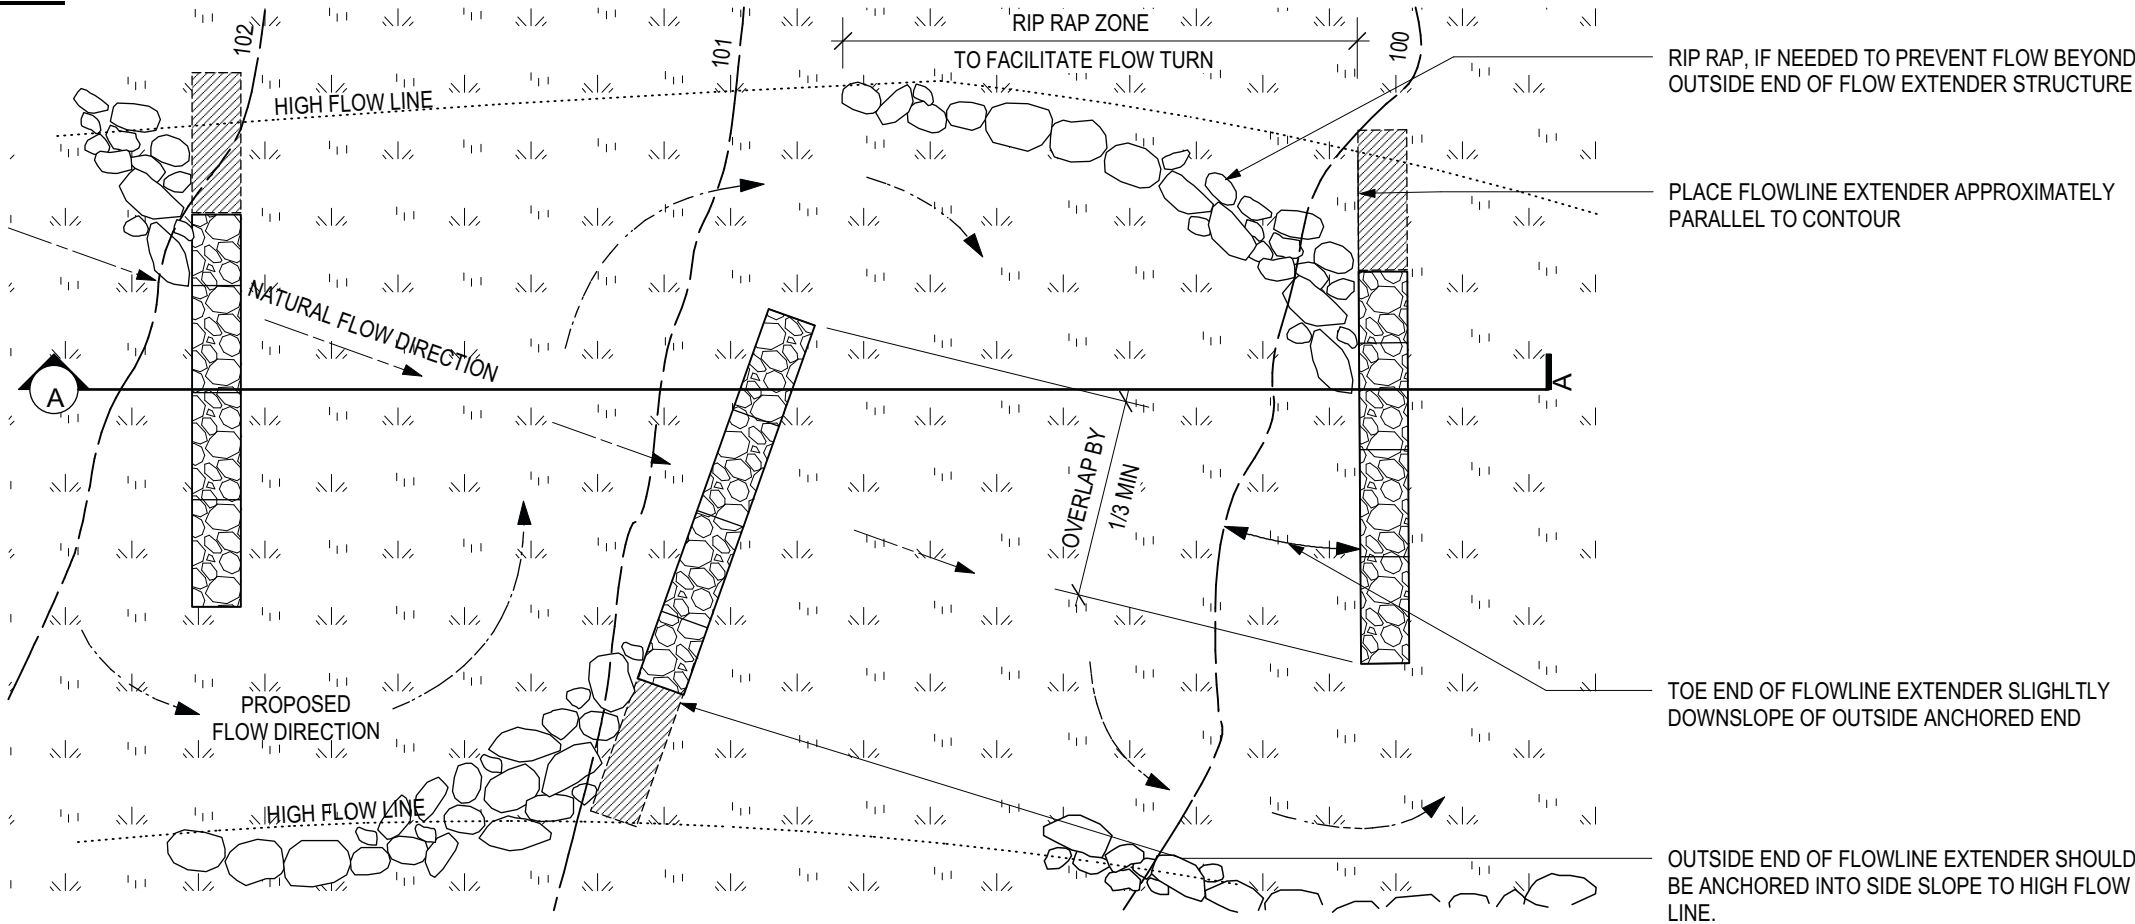 RIP RAP ZONE
TO FACILITATE FLOW TURN
102
101
100
RIP RAP, IF NEEDED TO PREVENT FLOW BEYOND
OUTSIDE END OF FLOW EXTENDER STRUCTURE
HIGH FLOW LINE
PLACE FLOWLINE EXTENDER APPROXIMATELY
PARALLEL TO CONTOUR
NATURAL FLOW DIRECTION
A
A
OVERLAP BY
1/3 MIN
PROPOSED
FLOW DIRECTION
TOE END OF FLOWLINE EXTENDER SLIGHLTLY
DOWNSLOPE OF OUTSIDE ANCHORED END
HIGH FLOW LINE
OUTSIDE END OF FLOWLINE EXTENDER SHOULD
BE ANCHORED INTO SIDE SLOPE TO HIGH FLOW
LINE.